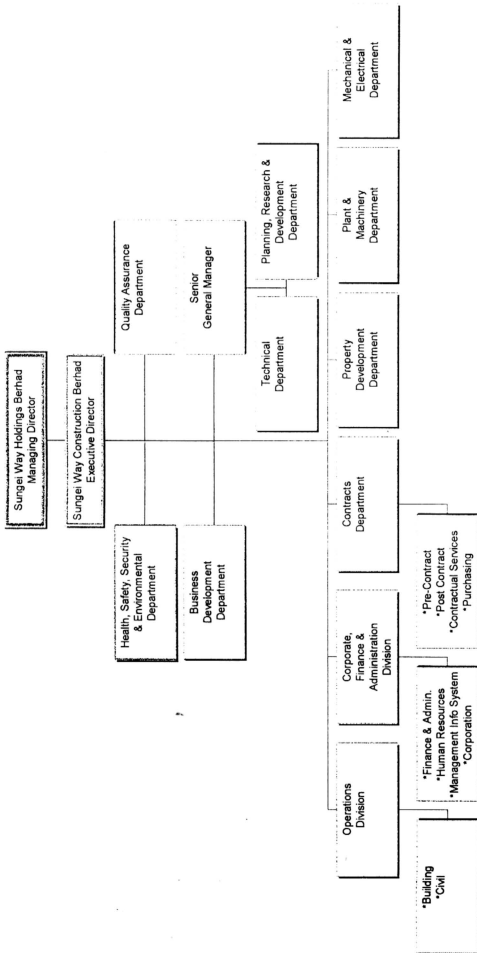 Sungei Way Holdings Berhad
Managing Director
Sungei Way Construction Berhad
Executive Director
Health, Safety, Security
& Environmental
Department
Quality Assurance
Department
Business
Development
Department
Senior
General Manager
Technical
Department
Planning, Research &
Development
Department
Operations
Division
Corporate,
Finance &
Administration
Division
Contracts
Department
Property
Development
Department
Plant &
Machinery
Department
Mechanical &
Electrical
Department
*Building
*Civil
*Finance & Admin.
*Human Resources
*Management Info System
*Corporation
*Pre-Contract
*Post Contract
*Contractual Services
*Purchasing